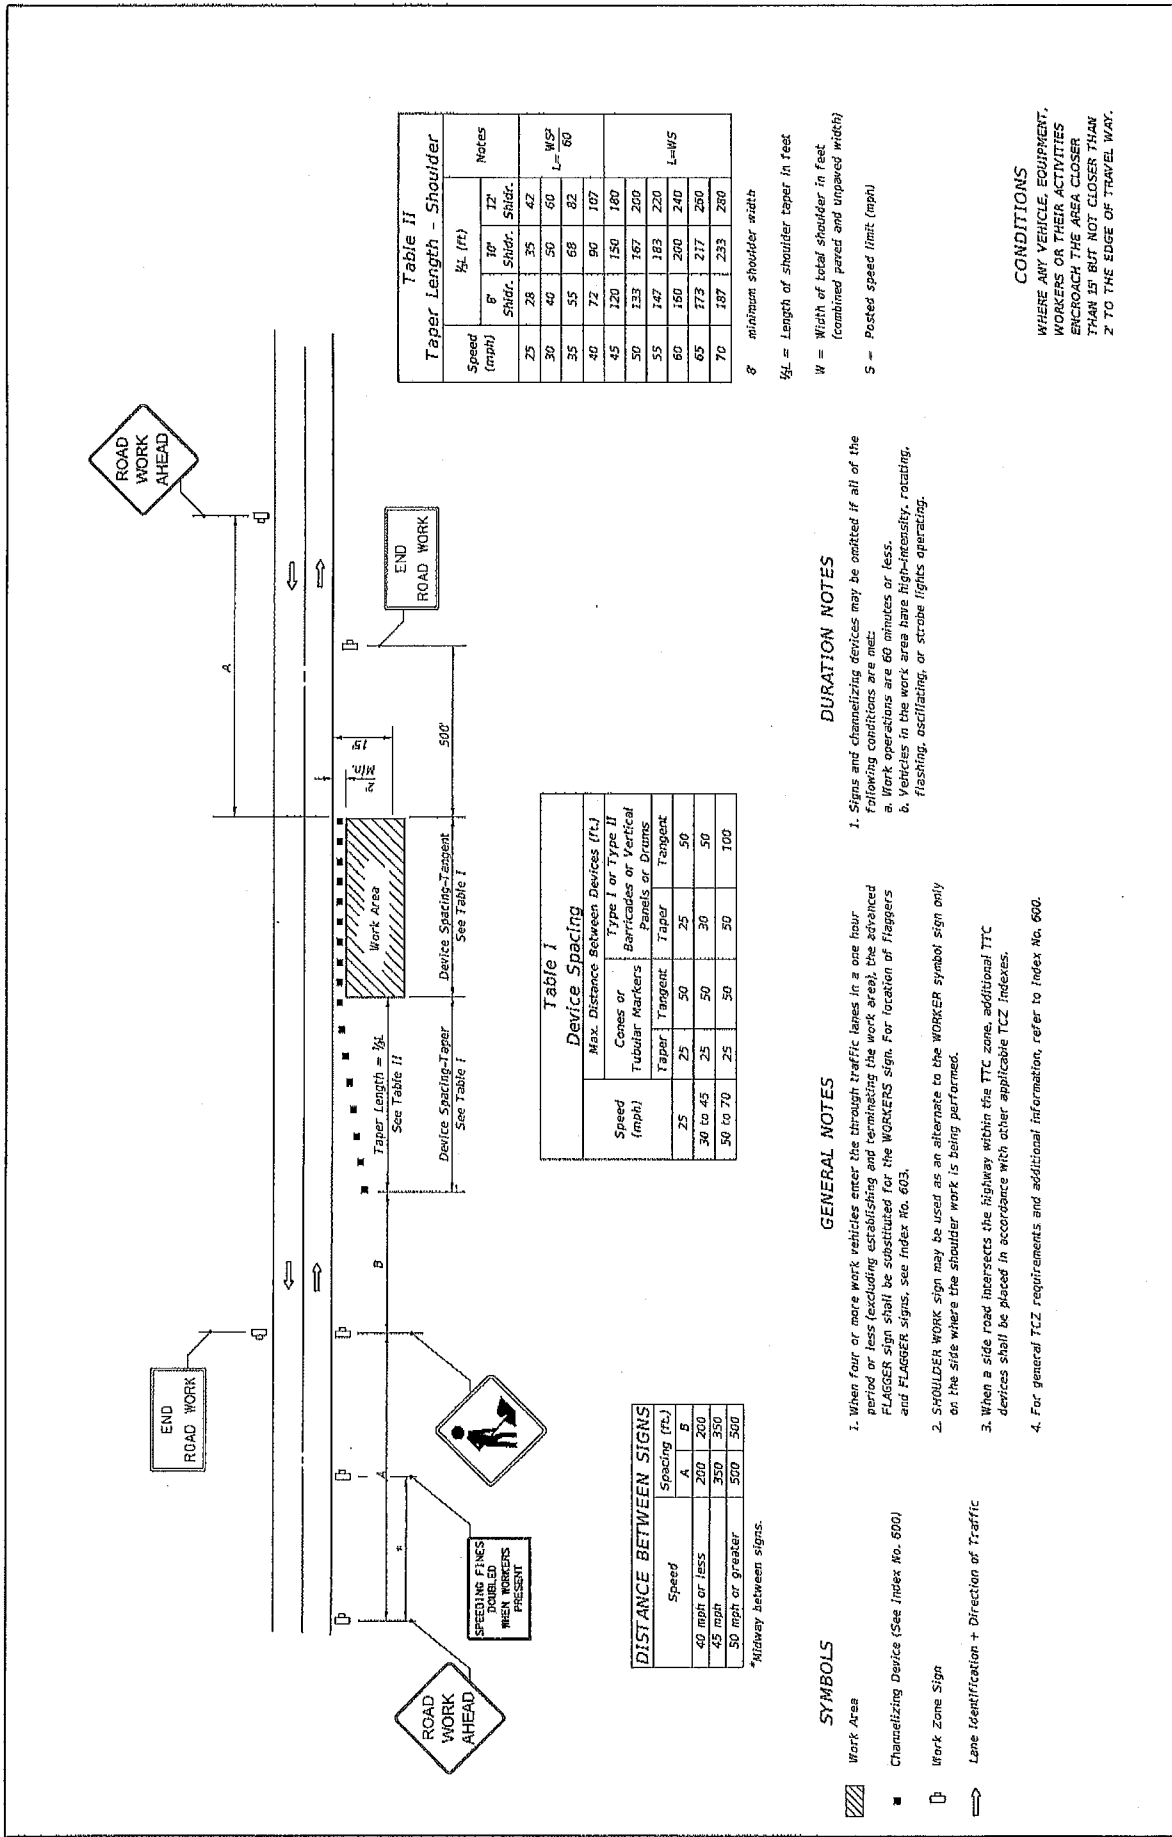 ROAD
WORK
AHEAD
END
ROAD WORK
A
B
*
SPEEDING FINES
DOUBLED
WHEN WORKERS
PRESENT
ROAD
WORK
AHEAD
Taper Length = ⅓L
See Table II
Device Spacing-Taper
See Table I
Work Area
Device Spacing-Tangent
See Table I
2'
Min.
15'
500'
A
END
ROAD WORK
DISTANCE BETWEEN SIGNS
Speed Spacing (ft.)
A B
40 mph or less 200 200
45 mph 350 350
50 mph or greater 500 500
*Midway between signs.
Table I
Device Spacing
Speed (mph) Max. Distance Between Devices (ft.)
Cones or Tubular Markers Type I or Type II Barricades or Vertical Panels or Drums
Taper Tangent Taper Tangent
25 25 50 25 50
30 to 45 25 50 30 50
50 to 70 25 50 50 100
Table II
Taper Length - Shoulder
Speed (mph) ⅓L (ft) Notes
8' Shldr. 10' Shldr. 12' Shldr.
25 28 35 42
30 40 50 60
35 55 68 82
40 72 90 107
L= WS²
60
45 120 150 180
50 133 167 200
55 147 183 220
60 160 200 240
65 173 217 260
70 187 233 280
L=WS
8' minimum shoulder width
⅓L = Length of shoulder taper in feet
W = Width of total shoulder in feet
(combined paved and unpaved width)
S = Posted speed limit (mph)
SYMBOLS
Work Area
Channelizing Device (See Index No. 600)
Work Zone Sign
Lane Identification + Direction of Traffic
GENERAL NOTES
1. When four or more work vehicles enter the through traffic lanes in a one hour
period or less (excluding establishing and terminating the work area), the advanced
FLAGGER sign shall be substituted for the WORKERS sign. For location of flaggers
and FLAGGER signs, see Index No. 603.
2. SHOULDER WORK sign may be used as an alternate to the WORKER symbol sign only
on the side where the shoulder work is being performed.
3. When a side road intersects the highway within the TTC zone, additional TTC
devices shall be placed in accordance with other applicable TCZ Indexes.
4. For general TCZ requirements and additional information, refer to Index No. 600.
DURATION NOTES
1. Signs and channelizing devices may be omitted if all of the
following conditions are met:
a. Work operations are 60 minutes or less.
b. Vehicles in the work area have high-intensity, rotating,
flashing, oscillating, or strobe lights operating.
CONDITIONS
WHERE ANY VEHICLE, EQUIPMENT,
WORKERS OR THEIR ACTIVITIES
ENCROACH THE AREA CLOSER
THAN 15' BUT NOT CLOSER THAN
2' TO THE EDGE OF TRAVEL WAY.